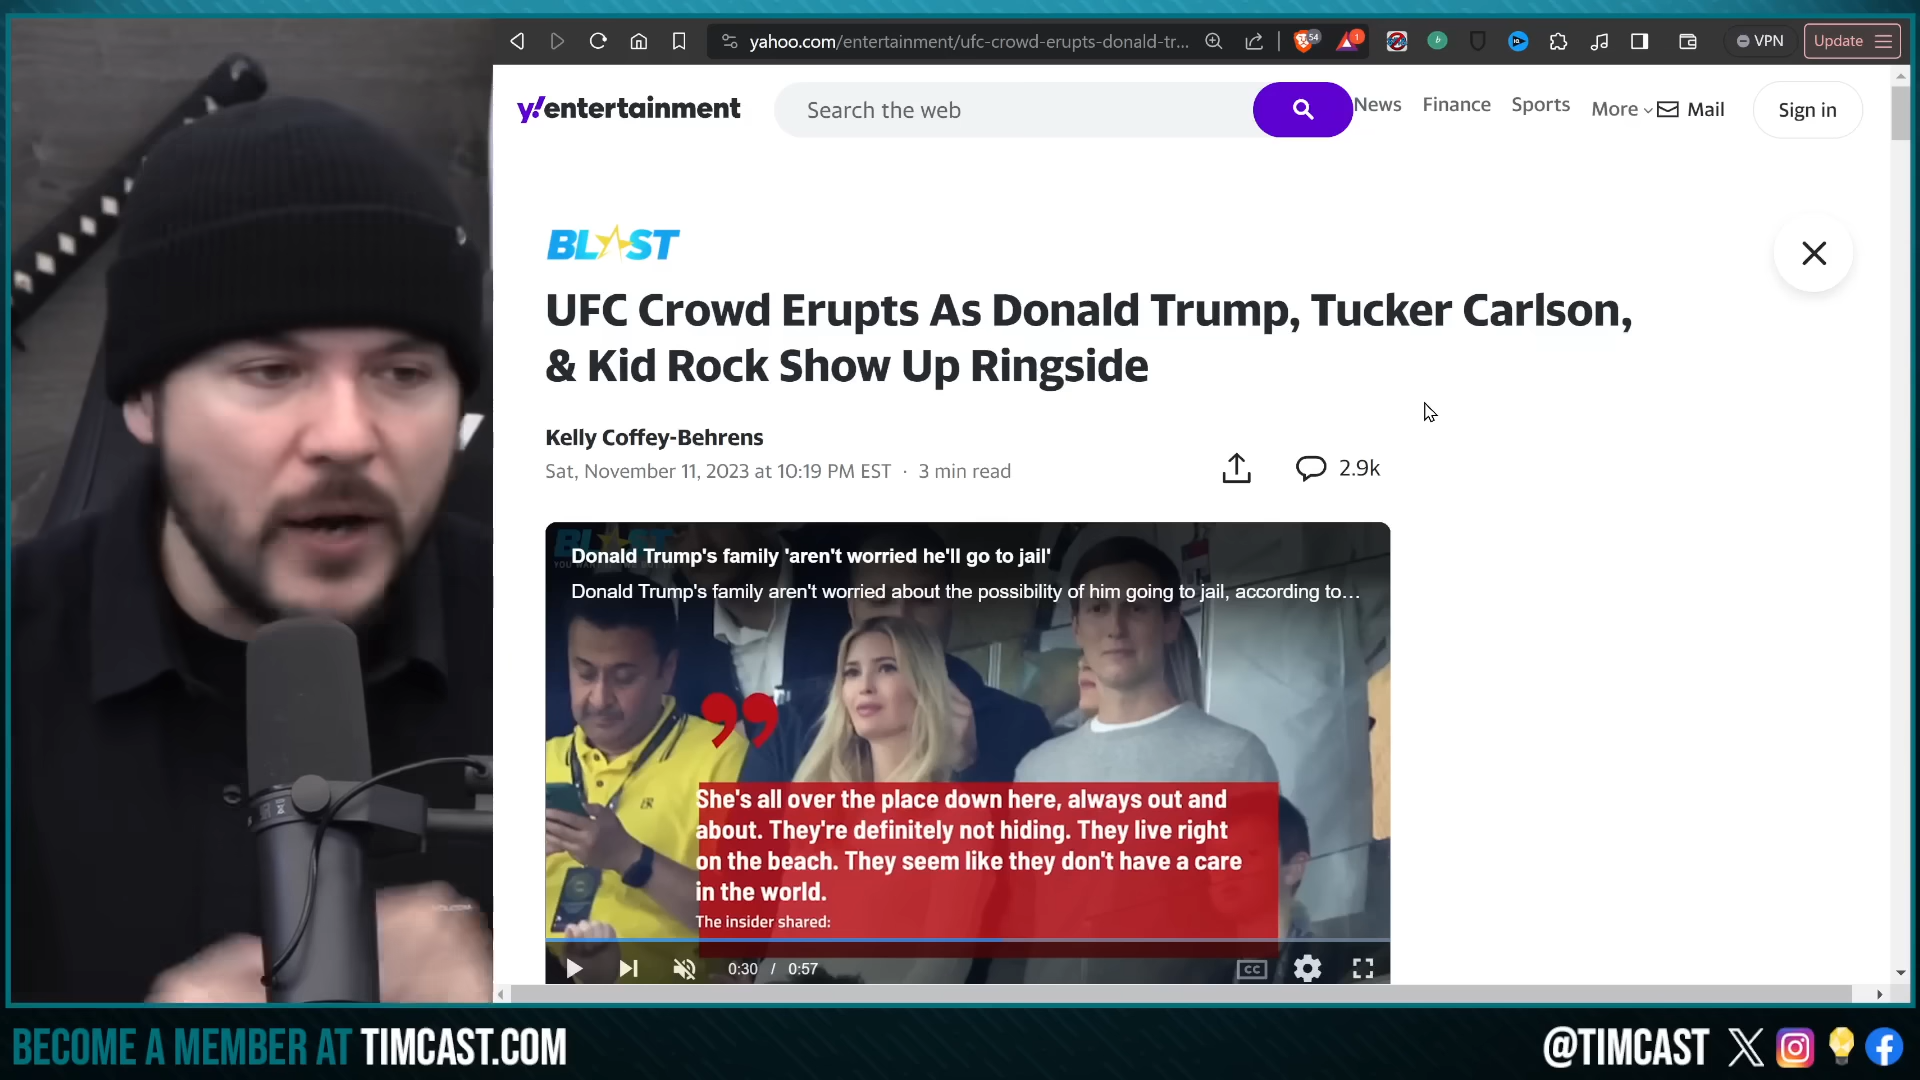 yahoo.com/entertainment/ufc-crowd-erupts-donald-tr...
54
1
VPN
Update
y!entertainment
Search the web
News
Finance
Sports
More
Mail
Sign in
BLAST
UFC Crowd Erupts As Donald Trump, Tucker Carlson,
& Kid Rock Show Up Ringside
Kelly Coffey-Behrens
Sat, November 11, 2023 at 10:19 PM EST · 3 min read
2.9k
Donald Trump's family 'aren't worried he'll go to jail'
Donald Trump's family aren't worried about the possibility of him going to jail, according to...
She's all over the place down here, always out and
about. They're definitely not hiding. They live right
on the beach. They seem like they don't have a care
in the world.
The insider shared:
0:30 / 0:57
CC
BECOME A MEMBER AT TIMCAST.COM
@TIMCAST